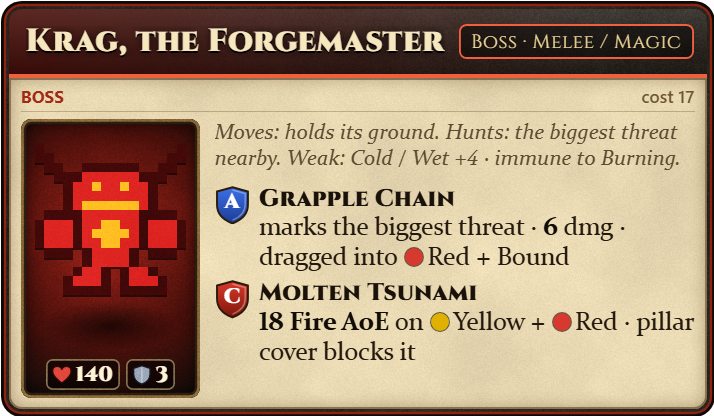 Krag, the Forgemaster
Boss · Melee / Magic
BOSS
cost 17
Moves: holds its ground. Hunts: the biggest threat
nearby. Weak: Cold / Wet +4 · immune to Burning.
A Grapple Chain
marks the biggest threat · 6 dmg ·
dragged into Red + Bound
C Molten Tsunami
18 Fire AoE on Yellow + Red · pillar
cover blocks it
140
3